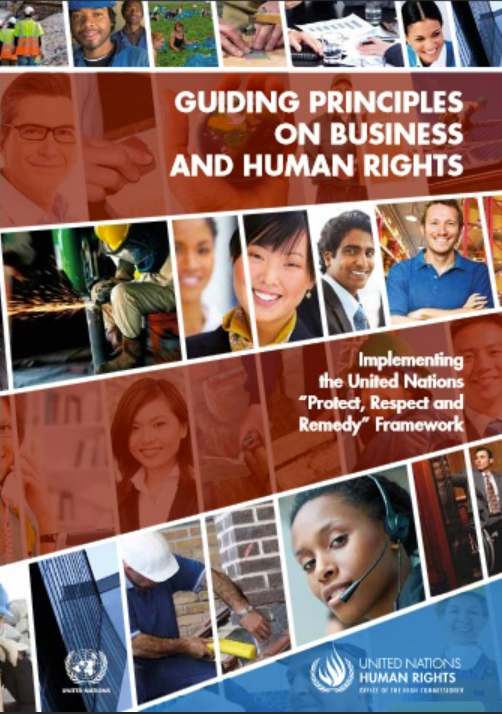 GUIDING PRINCIPLES
ON BUSINESS
AND HUMAN RIGHTS
Implementing
the United Nations
“Protect, Respect and
Remedy” Framework
UNITED NATIONS
UNITED NATIONS
HUMAN RIGHTS
OFFICE OF THE HIGH COMMISSIONER